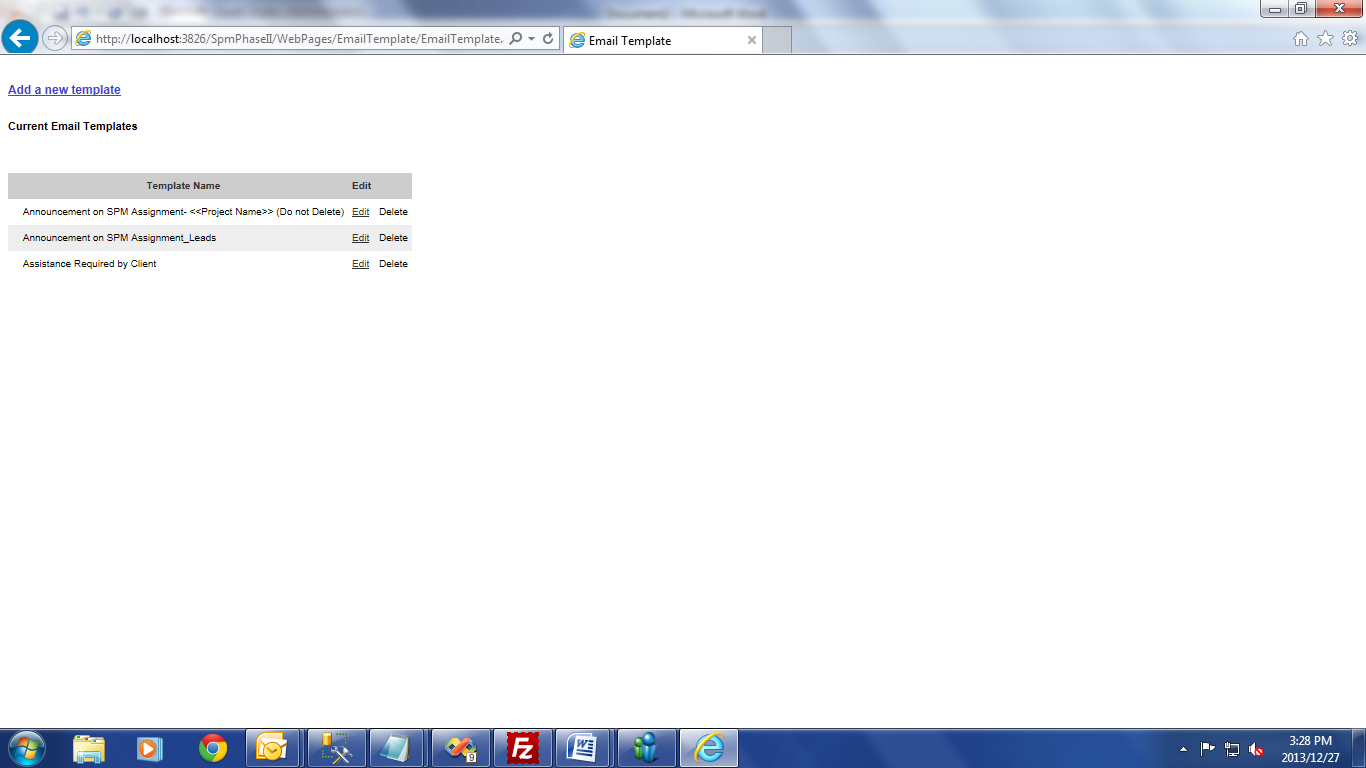 http://localhost:3826/SpmPhaseII/WebPages/EmailTemplate/EmailTemplate.
Email Template
Add a new template
Current Email Templates
Template Name Edit
Announcement on SPM Assignment- <<Project Name>> (Do not Delete) Edit Delete
Announcement on SPM Assignment_Leads Edit Delete
Assistance Required by Client Edit Delete
9
3:28 PM
2013/12/27